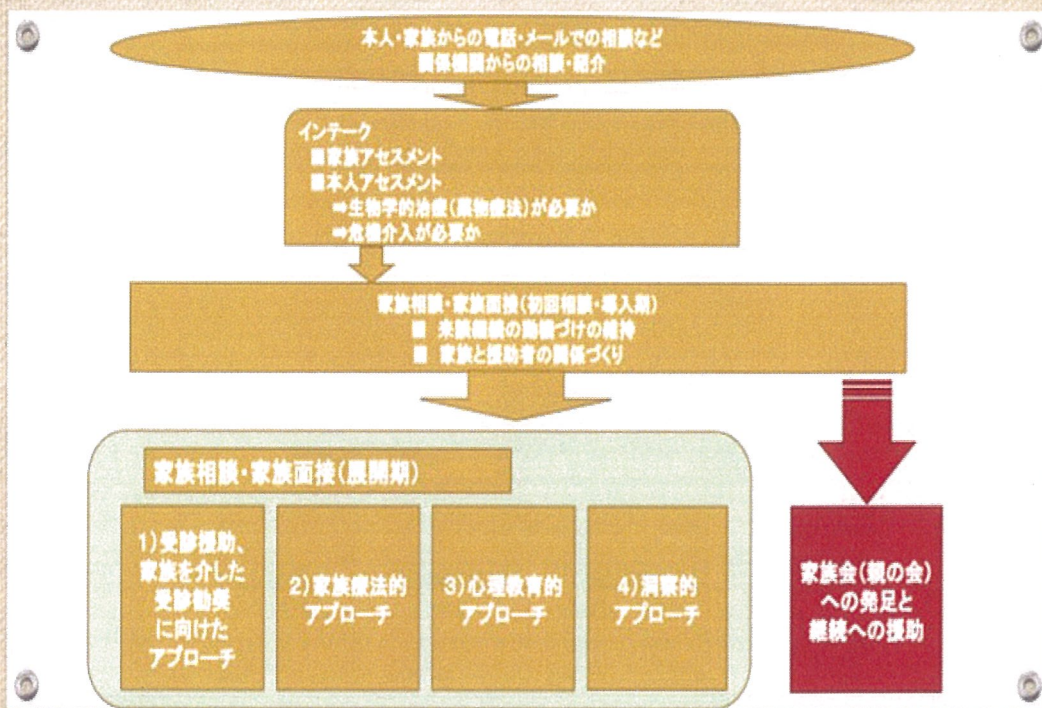 本人・家族からの電話・メールでの相談など
関係機関からの相談・紹介
インテーク
■家族アセスメント
■本人アセスメント
➡生物学的治療(薬物療法)が必要か
➡危機介入が必要か
家族相談・家族面接(初回相談・導入期)
■ 来談継続の動機づけの維持
■ 家族と援助者の関係づくり
家族相談・家族面接(展開期)
1)受診援助、
家族を介した
受診勧奨
に向けた
アプローチ
2)家族療法的
アプローチ
3)心理教育的
アプローチ
4)洞察的
アプローチ
家族会(親の会)
への発足と
継続への援助